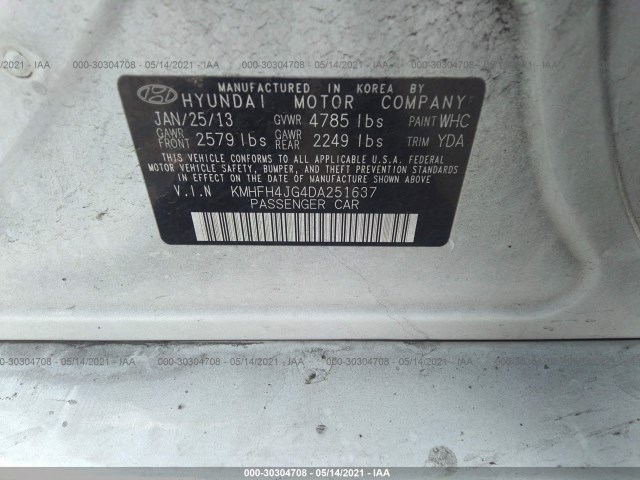 2021 - IAA 000-30304708 - 05/14/2021 - IAA 000-30304708 - 05/14/2021 - IAA 000-30304708 - 05/14/2021 - IAA
MANUFACTURED IN KOREA BY
HYUNDAI MOTOR COMPANY
JAN/25/13 GVWR 4785 lbs PAINT WHC
GAWR FRONT 2579 lbs GAWR REAR 2249 lbs TRIM YDA
THIS VEHICLE CONFORMS TO ALL APPLICABLE U.S.A. FEDERAL
MOTOR VEHICLE SAFETY, BUMPER, AND THEFT PREVENTION
STANDARDS IN EFFECT ON THE DATE OF MANUFACTURE SHOWN ABOVE.
V.I.N KMHFH4JG4DA251637
PASSENGER CAR
000-30304708 - 05/14/2021 - IAA 000-30304708 - 05/14/2021 - IAA 000-30304708 - 05/14/2021 - IAA 000-3030
000-30304708 - 05/14/2021 - IAA